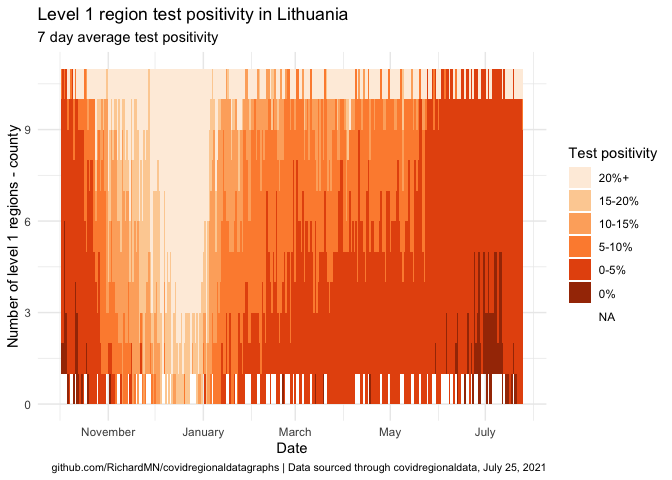 Level 1 region test positivity in Lithuania
7 day average test positivity
Number of level 1 regions - county
9
6
3
0
November January March May July
Date
Test positivity
20%+
15-20%
10-15%
5-10%
0-5%
0%
NA
github.com/RichardMN/covidregionaldatagraphs | Data sourced through covidregionaldata, July 25, 2021